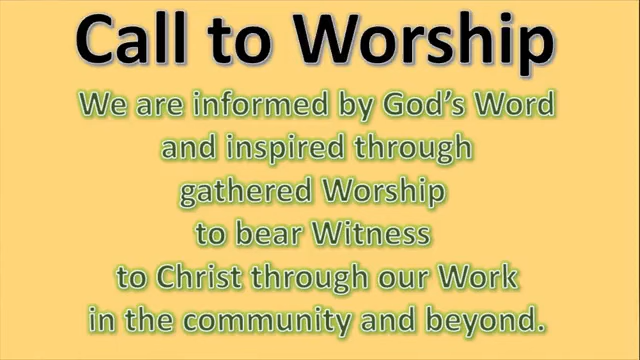 Call to Worship
We are informed by God's Word
and inspired through
gathered Worship
to bear Witness
to Christ through our Work
in the community and beyond.